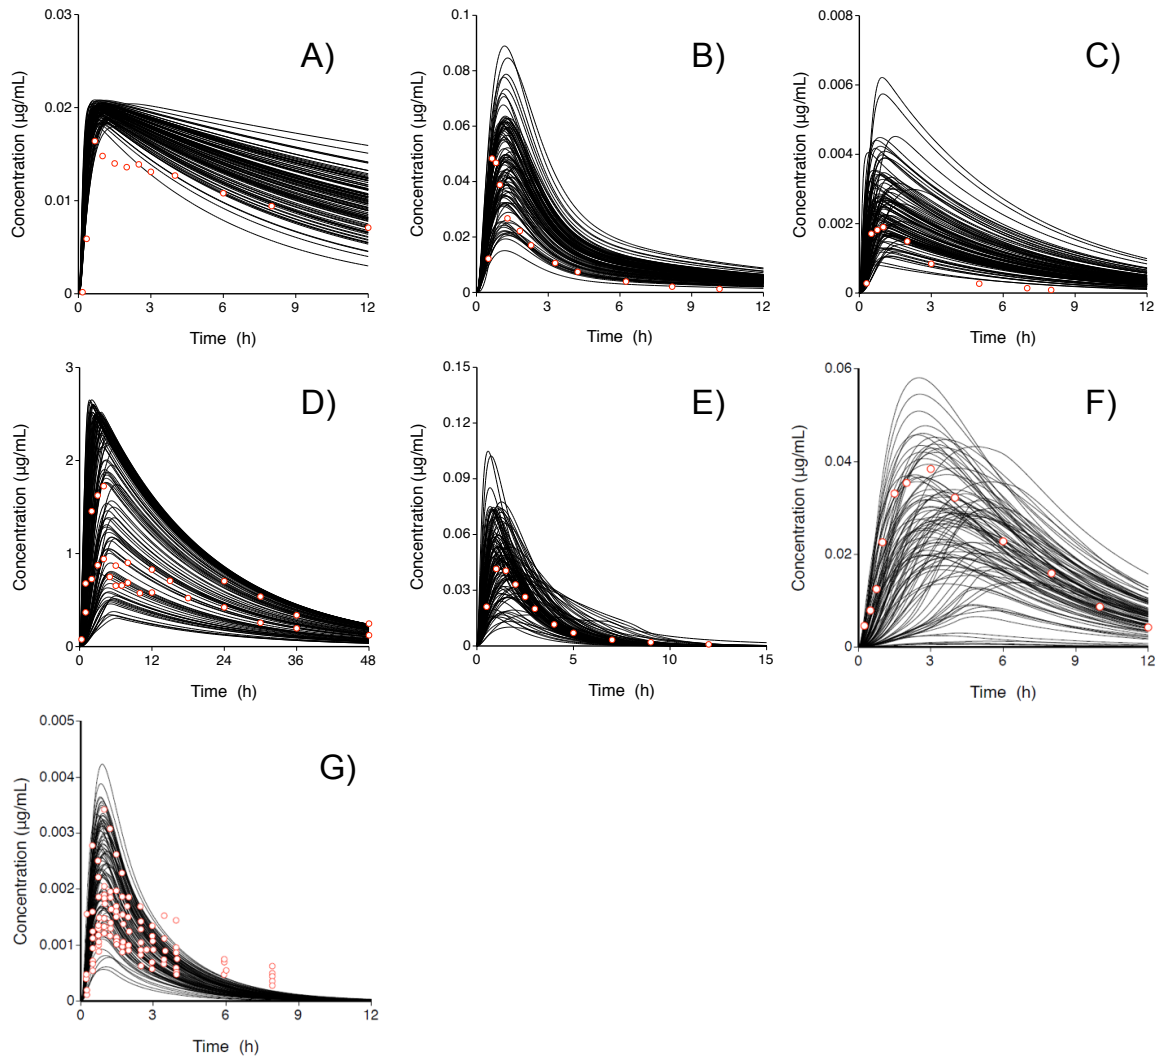 A)
Concentration (µg/mL)
0.03
0.02
0.01
0
0 3 6 9 12
Time (h)
B)
Concentration (µg/mL)
0.1
0.08
0.06
0.04
0.02
0
0 3 6 9 12
Time (h)
C)
Concentration (µg/mL)
0.008
0.006
0.004
0.002
0
0 3 6 9 12
Time (h)
D)
Concentration (µg/mL)
3
2
1
0
0 12 24 36 48
Time (h)
E)
Concentration (µg/mL)
0.15
0.12
0.09
0.06
0.03
0
0 5 10 15
Time (h)
F)
Concentration (µg/mL)
0.06
0.04
0.02
0
0 3 6 9 12
Time (h)
G)
Concentration (µg/mL)
0.005
0.004
0.003
0.002
0.001
0
0 3 6 9 12
Time (h)